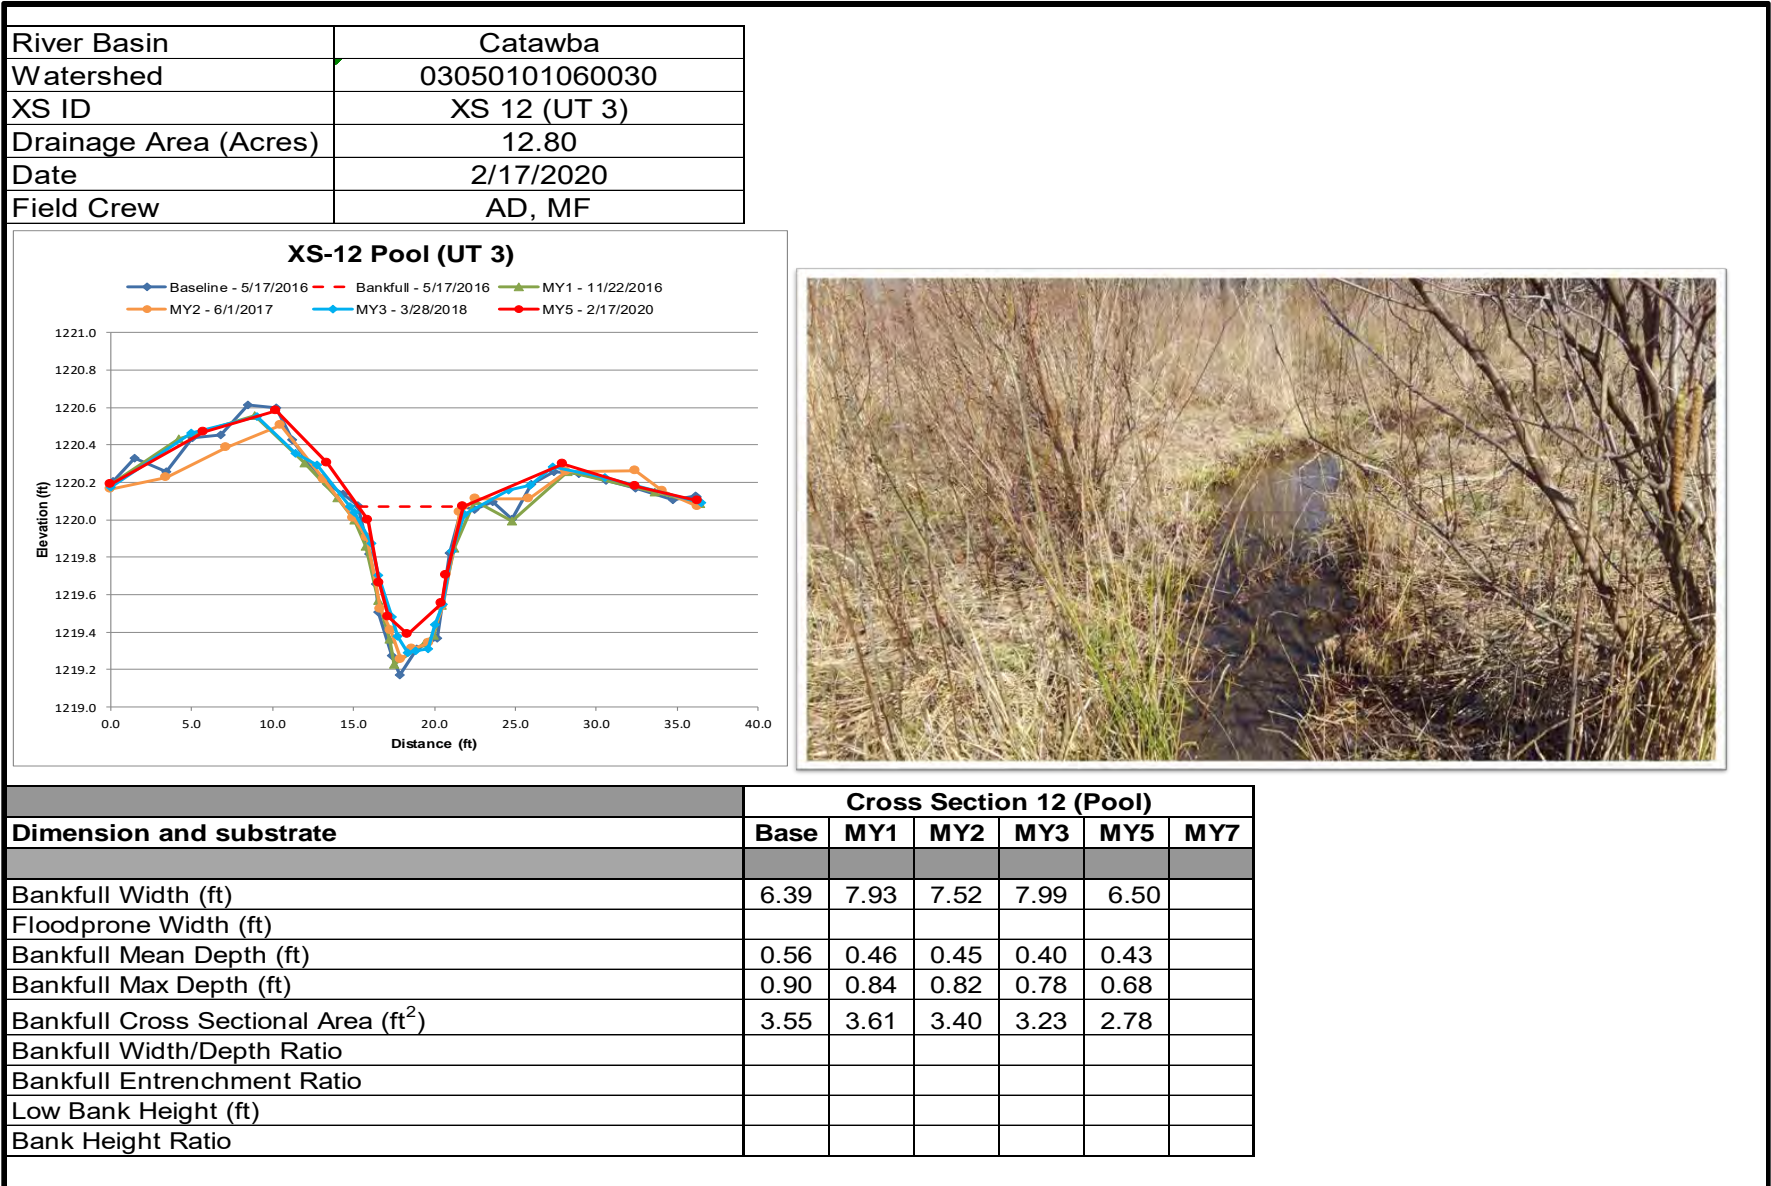 River Basin Catawba
Watershed 03050101060030
XS ID XS 12 (UT 3)
Drainage Area (Acres) 12.80
Date 2/17/2020
Field Crew AD, MF
XS-12 Pool (UT 3)
Baseline - 5/17/2016 Bankfull - 5/17/2016 MY1 - 11/22/2016
MY2 - 6/1/2017 MY3 - 3/28/2018 MY5 - 2/17/2020
1221.0
1220.8
1220.6
1220.4
1220.2
1220.0
1219.8
1219.6
1219.4
1219.2
1219.0
Elevation (ft)
0.0 5.0 10.0 15.0 20.0 25.0 30.0 35.0 40.0
Distance (ft)
Cross Section 12 (Pool)
Dimension and substrate Base MY1 MY2 MY3 MY5 MY7
Bankfull Width (ft) 6.39 7.93 7.52 7.99 6.50
Floodprone Width (ft)
Bankfull Mean Depth (ft) 0.56 0.46 0.45 0.40 0.43
Bankfull Max Depth (ft) 0.90 0.84 0.82 0.78 0.68
Bankfull Cross Sectional Area (ft²) 3.55 3.61 3.40 3.23 2.78
Bankfull Width/Depth Ratio
Bankfull Entrenchment Ratio
Low Bank Height (ft)
Bank Height Ratio